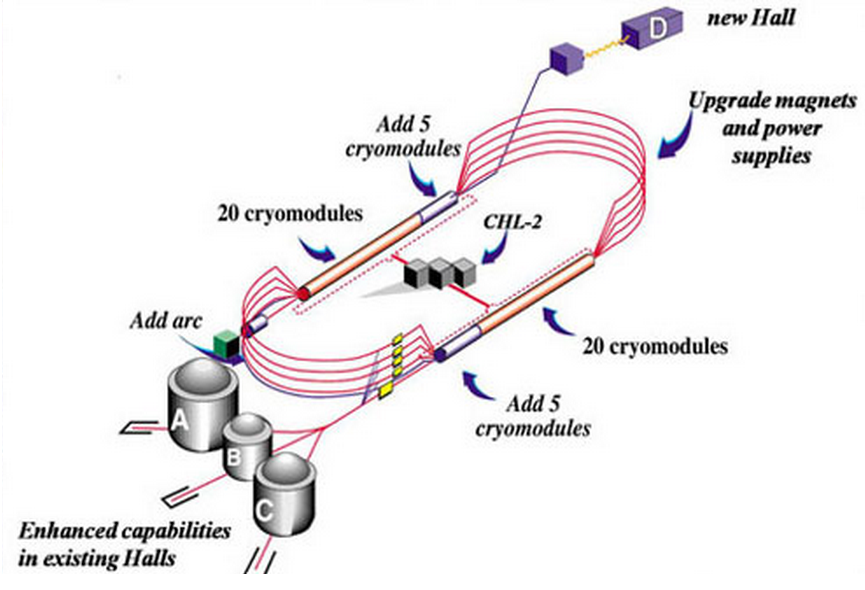 D
new Hall
Upgrade magnets
and power
supplies
Add 5
cryomodules
20 cryomodules
CHL-2
Add arc
20 cryomodules
Add 5
cryomodules
A
B
C
Enhanced capabilities
in existing Halls